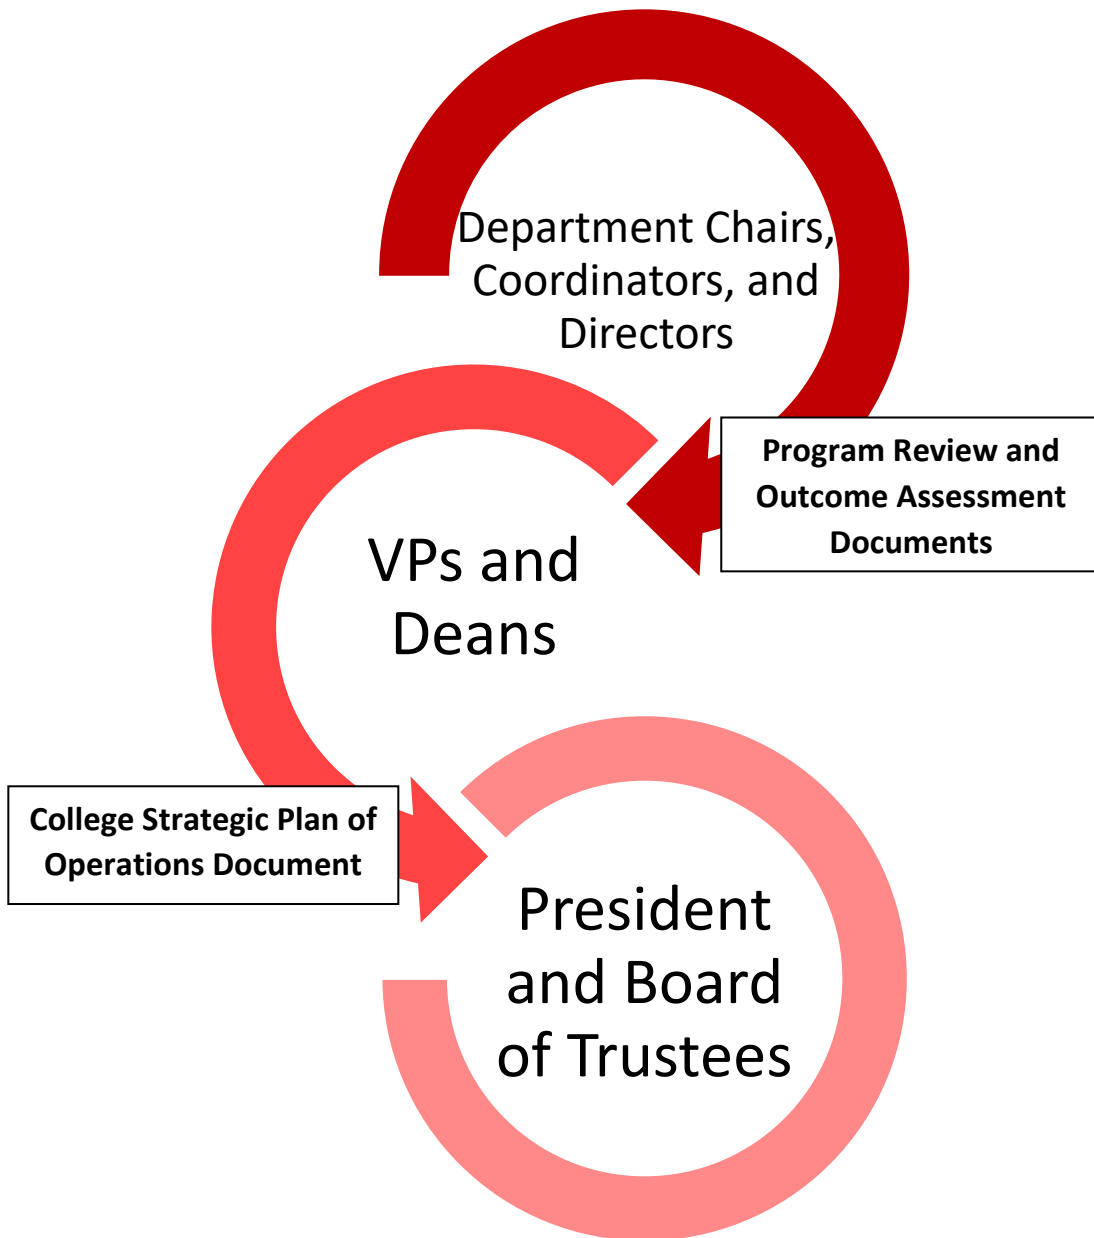 Department Chairs,
Coordinators, and
Directors
Program Review and
Outcome Assessment
Documents
VPs and
Deans
College Strategic Plan of
Operations Document
President
and Board
of Trustees